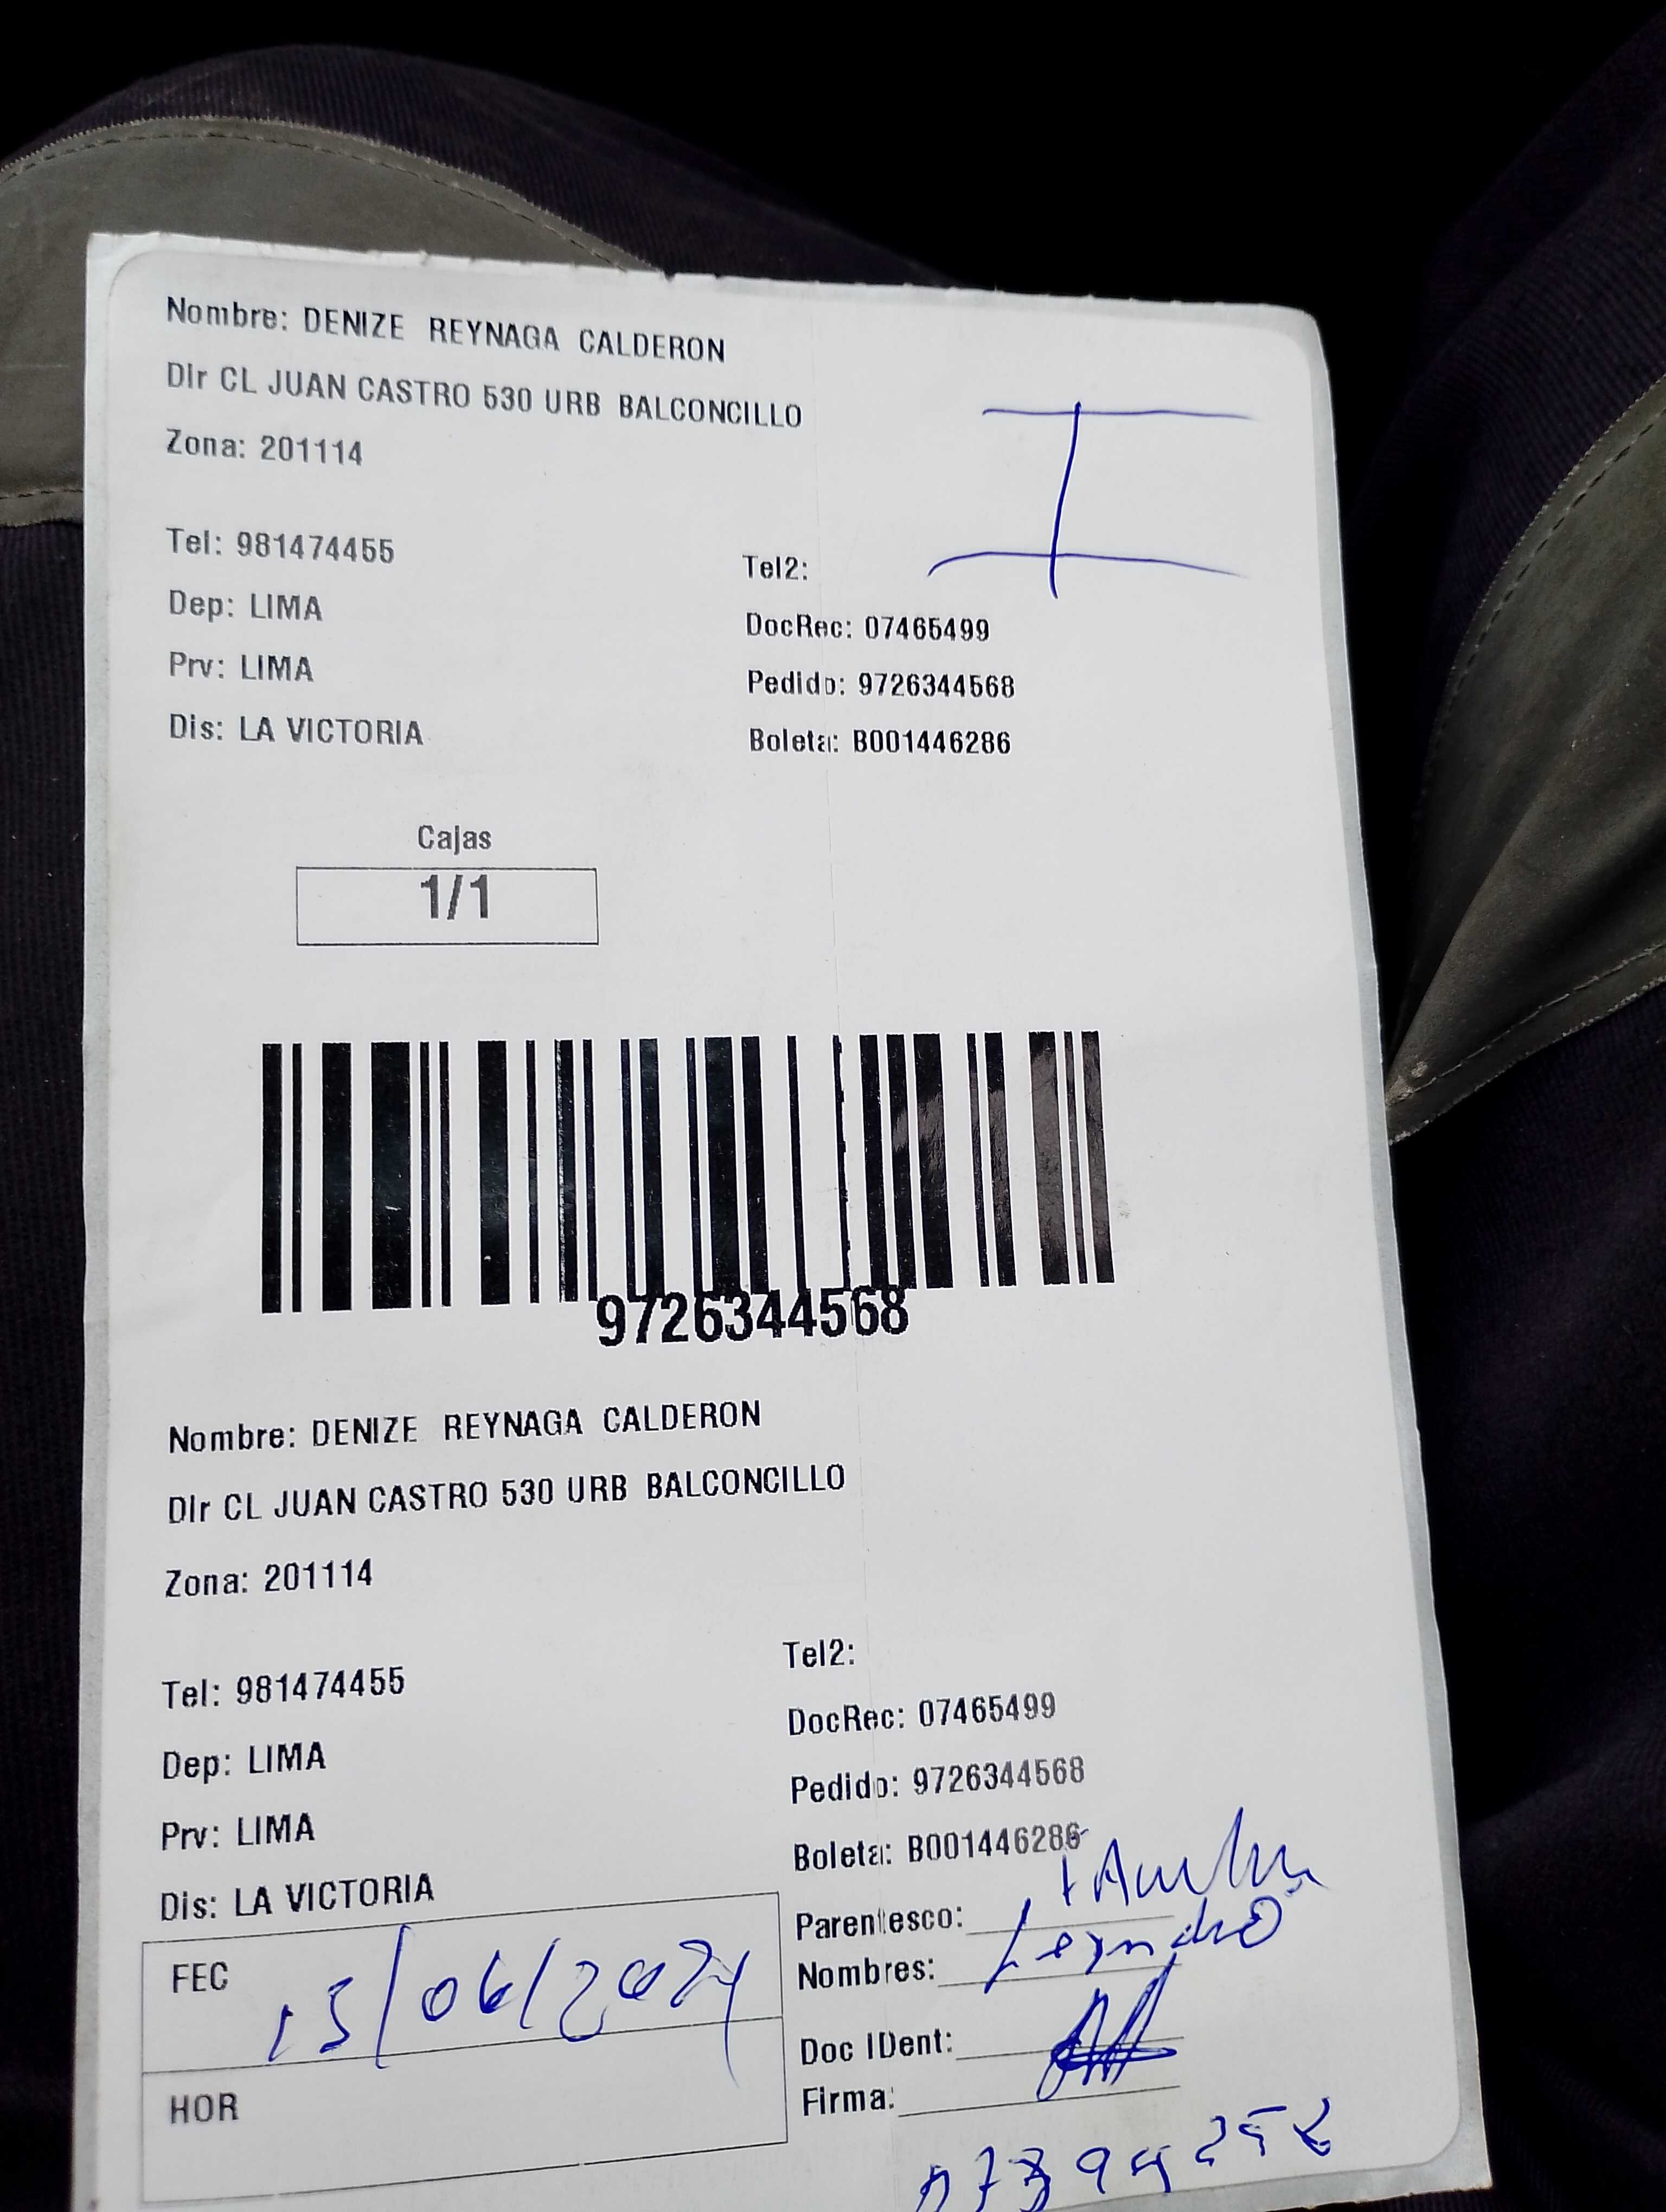 Nombre: DENIZE REYNAGA CALDERON
Dir CL JUAN CASTRO 530 URB BALCONCILLO
Zona: 201114
Tel: 981474455
Tel2:
Dep: LIMA
DocRec: 07465499
Prv: LIMA
Pedido: 9726344568
Dis: LA VICTORIA
Boleta: B001446286
Cajas
1/1
9726344568
Nombre: DENIZE REYNAGA CALDERON
Dir CL JUAN CASTRO 530 URB BALCONCILLO
Zona: 201114
Tel2:
Tel: 981474455
DocRec: 07465499
Dep: LIMA
Pedido: 9726344568
Prv: LIMA
Boleta: B001446286
Dis: LA VICTORIA
Parentesco:
FEC 15/06/2024
Nombres:
Doc IDent:
HOR
Firma: